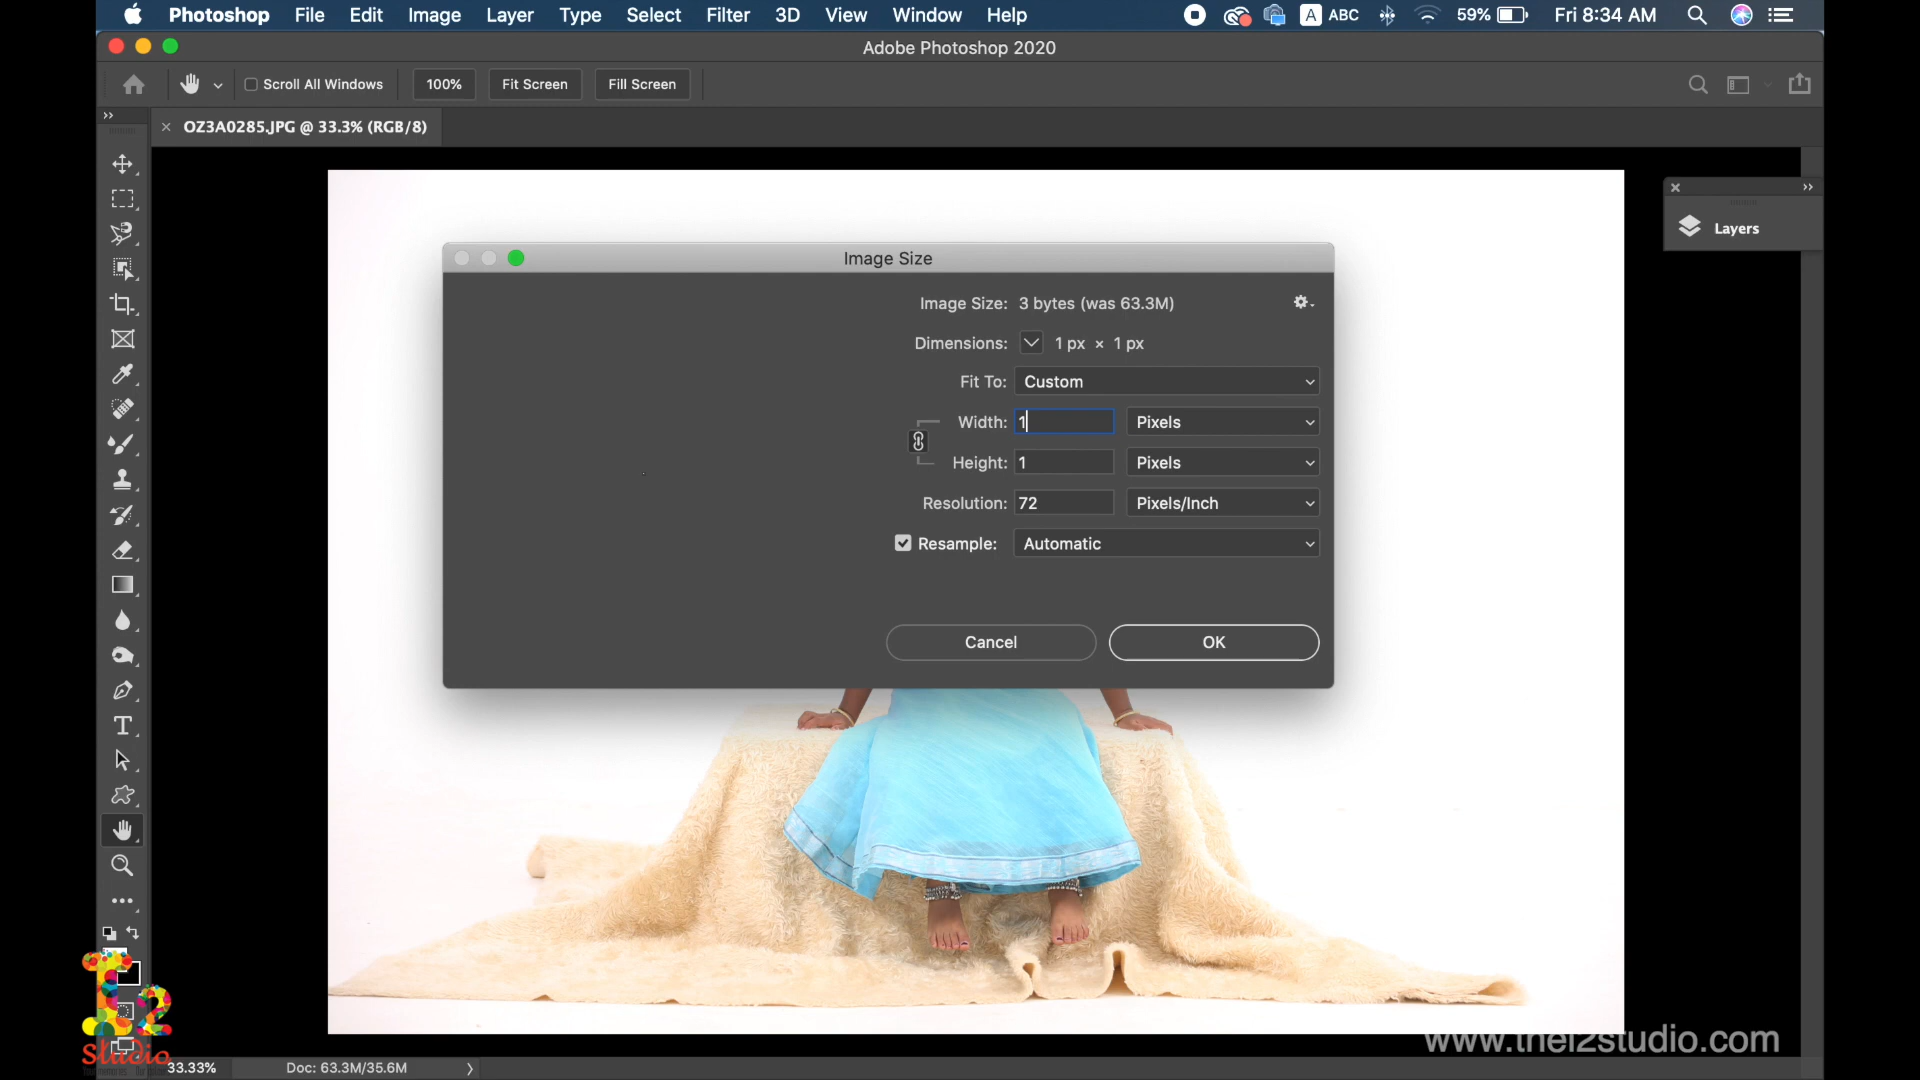 Photoshop File Edit Image Layer Type Select Filter 3D View Window Help A ABC 59% Fri 8:34 AM
Adobe Photoshop 2020
Scroll All Windows 100% Fit Screen Fill Screen
× OZ3A0285.JPG @ 33.3% (RGB/8)
Layers
Image Size
Image Size: 3 bytes (was 63.3M)
Dimensions: 1 px × 1 px
Fit To: Custom
Width: 1 Pixels
Height: 1 Pixels
Resolution: 72 Pixels/Inch
Resample: Automatic
Cancel OK
12
Studio
www.the12studio.com
33.33% Doc: 63.3M/35.6M